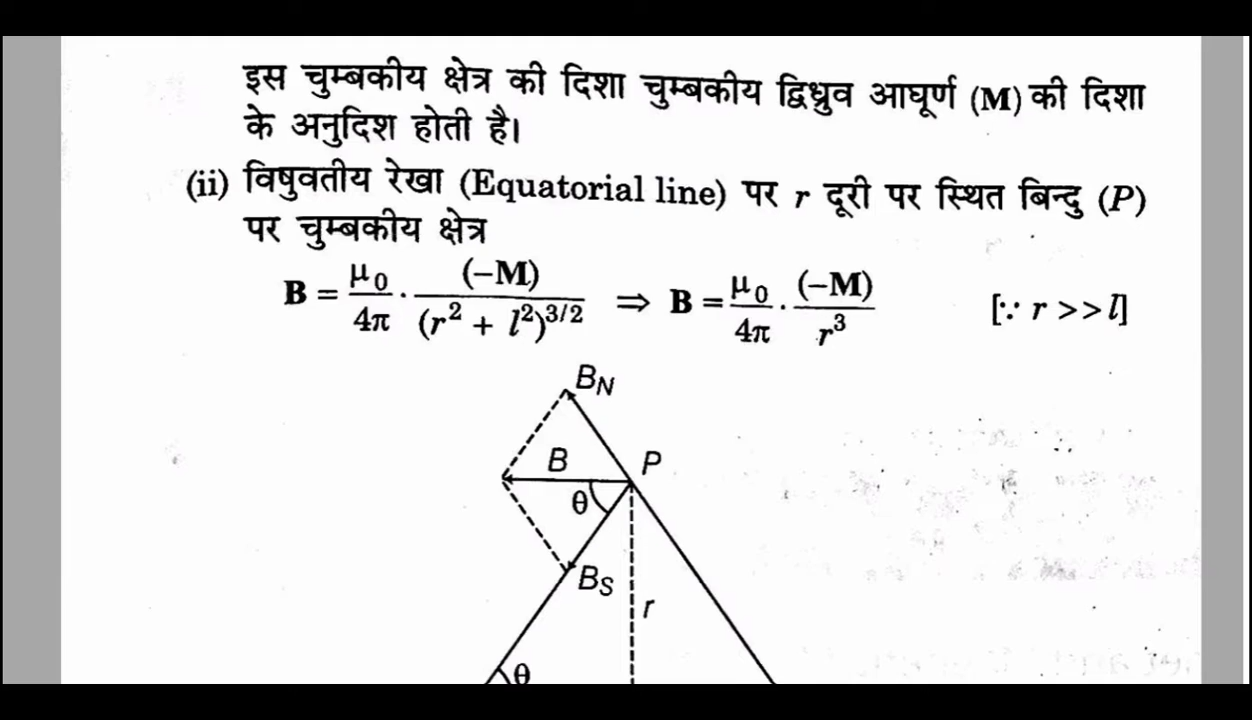 इस चुम्बकीय क्षेत्र की दिशा चुम्बकीय द्विध्रुव आघूर्ण (M) की दिशा
के अनुदिश होती है।
(ii) विषुवतीय रेखा (Equatorial line) पर r दूरी पर स्थित बिन्दु (P)
पर चुम्बकीय क्षेत्र
B = μ₀/4π · (−M)/(r² + l²)^3/2 ⇒ B = μ₀/4π · (−M)/r³ [∵ r >> l]
B_N
B P
θ
B_S
r
θ